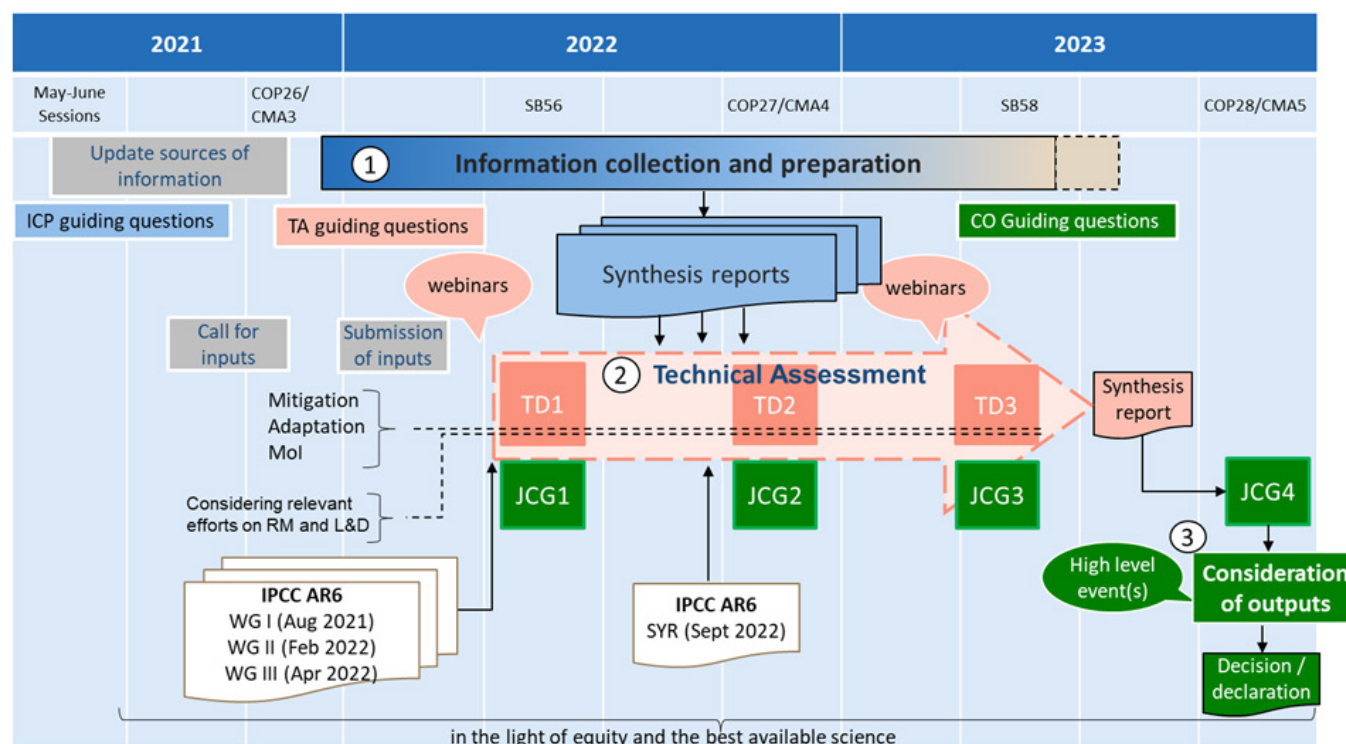 2021
2022
2023
May-June
Sessions
COP26/
CMA3
SB56
COP27/CMA4
SB58
COP28/CMA5
Update sources of
information
1
Information collection and preparation
ICP guiding questions
TA guiding questions
CO Guiding questions
webinars
Synthesis reports
webinars
Call for
inputs
Submission
of inputs
2
Technical Assessment
Mitigation
Adaptation
MoI
TD1
TD2
TD3
Synthesis
report
Considering relevant
efforts on RM and L&D
JCG1
JCG2
JCG3
JCG4
IPCC AR6
WG I (Aug 2021)
WG II (Feb 2022)
WG III (Apr 2022)
IPCC AR6
SYR (Sept 2022)
3
High level
event(s)
Consideration
of outputs
Decision /
declaration
in the light of equity and the best available science